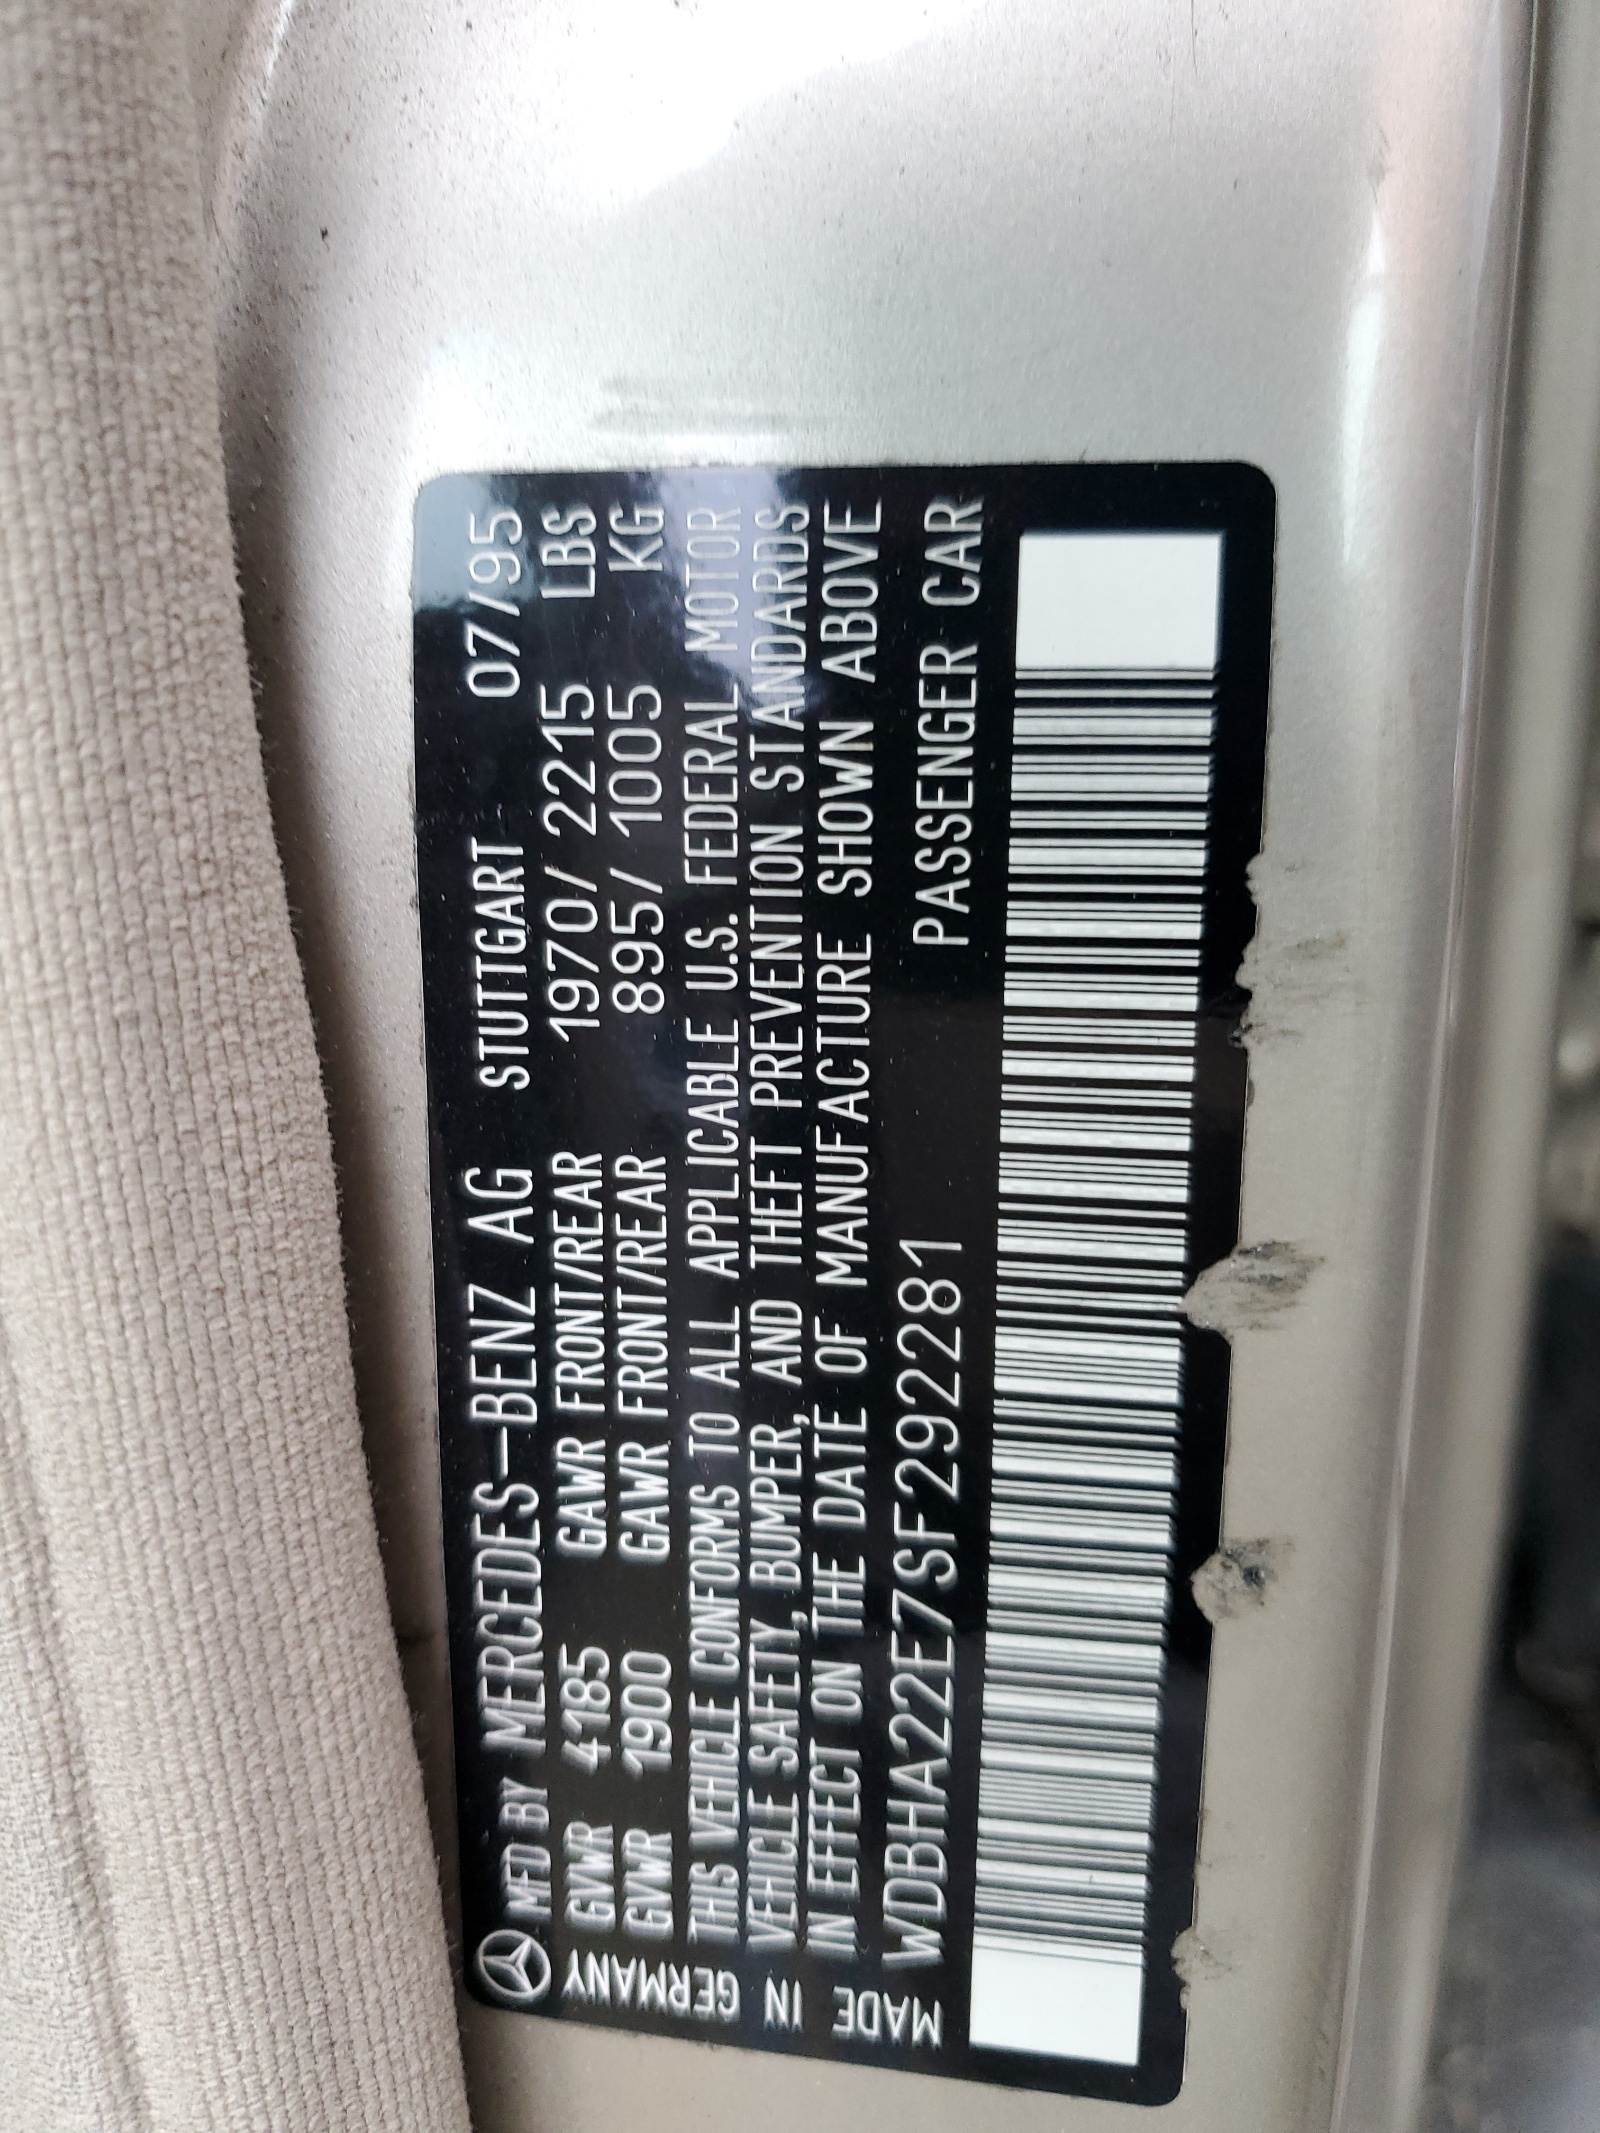 MFD BY MERCEDES-BENZ AG STUTTGART 07/95
GVWR 4185 GAWR FRONT/REAR 1970/2215 LBS
GVWR 1900 GAWR FRONT/REAR 895/1005 KG
THIS VEHICLE CONFORMS TO ALL APPLICABLE U.S. FEDERAL MOTOR
VEHICLE SAFETY, BUMPER, AND THEFT PREVENTION STANDARDS
IN EFFECT ON THE DATE OF MANUFACTURE SHOWN ABOVE
WDBHA22E7SF292281 PASSENGER CAR
MADE IN GERMANY